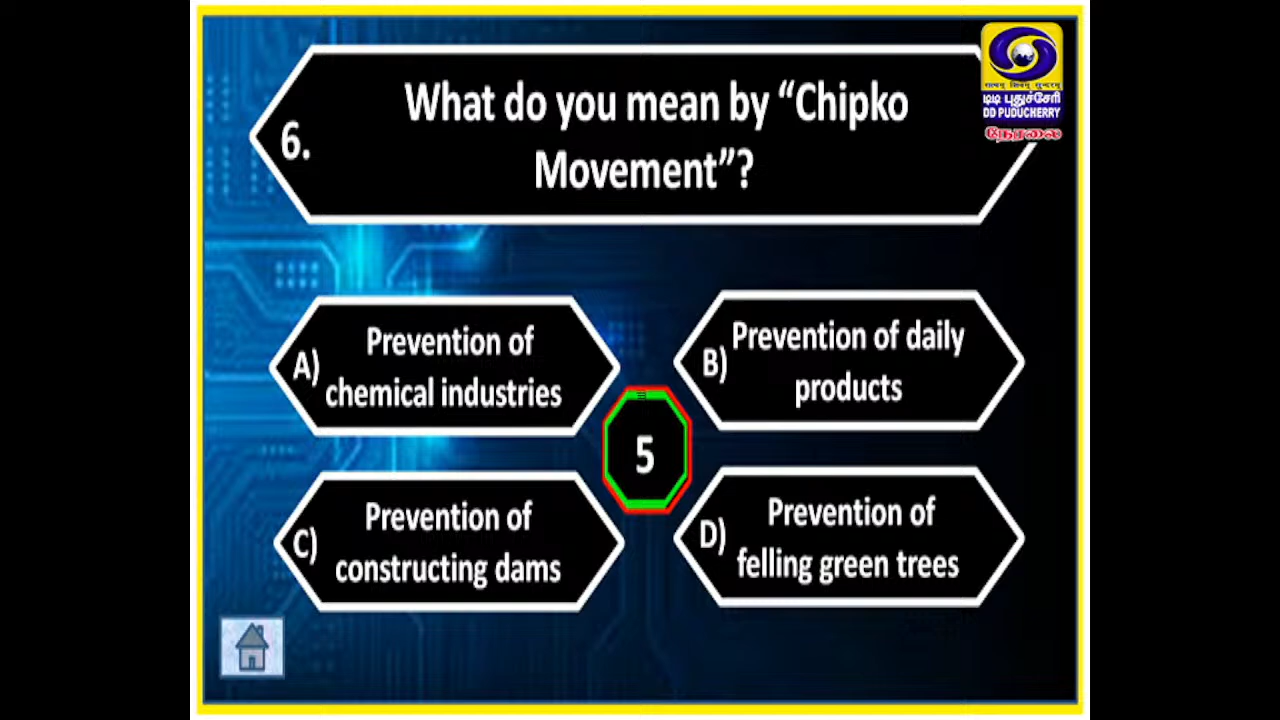 6.
What do you mean by “Chipko
Movement”?
டிடி புதுச்சேரி
DD PUDUCHERRY
நேரலை
A)
Prevention of
chemical industries
B)
Prevention of daily
products
5
C)
Prevention of
constructing dams
D)
Prevention of
felling green trees